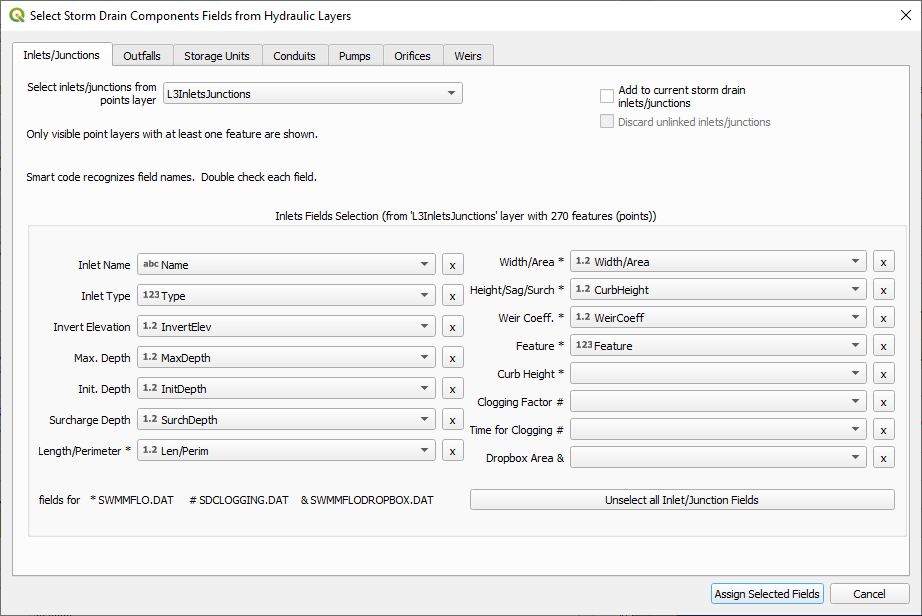 Select Storm Drain Components Fields from Hydraulic Layers
Inlets/Junctions Outfalls Storage Units Conduits Pumps Orifices Weirs
Select inlets/junctions from
points layer
L3InletsJunctions
Add to current storm drain
inlets/junctions
Discard unlinked inlets/junctions
Only visible point layers with at least one feature are shown.
Smart code recognizes field names.  Double check each field.
Inlets Fields Selection (from 'L3InletsJunctions' layer with 270 features (points))
Inlet Name abc Name x
Inlet Type 123 Type x
Invert Elevation 1.2 InvertElev x
Max. Depth 1.2 MaxDepth x
Init. Depth 1.2 InitDepth x
Surcharge Depth 1.2 SurchDepth x
Length/Perimeter * 1.2 Len/Perim x
Width/Area * 1.2 Width/Area x
Height/Sag/Surch * 1.2 CurbHeight x
Weir Coeff. * 1.2 WeirCoeff x
Feature * 123 Feature x
Curb Height * x
Clogging Factor # x
Time for Clogging # x
Dropbox Area & x
fields for * SWMMFLO.DAT # SDCLOGGING.DAT & SWMMFLODROPBOX.DAT
Unselect all Inlet/Junction Fields
Assign Selected Fields Cancel